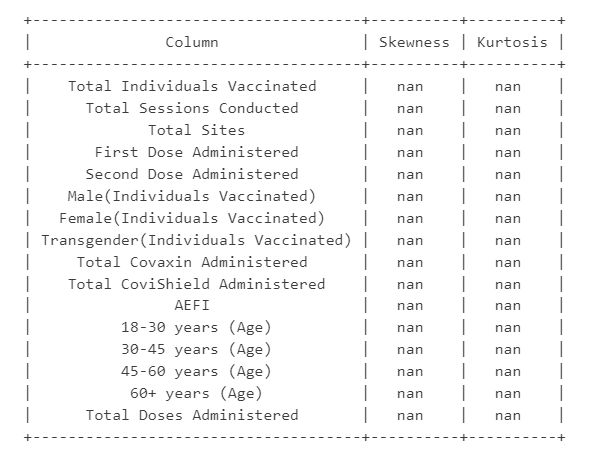 +--------------------------------------+----------+----------+
| Column | Skewness | Kurtosis |
+--------------------------------------+----------+----------+
| Total Individuals Vaccinated | nan | nan |
| Total Sessions Conducted | nan | nan |
| Total Sites | nan | nan |
| First Dose Administered | nan | nan |
| Second Dose Administered | nan | nan |
| Male(Individuals Vaccinated) | nan | nan |
| Female(Individuals Vaccinated) | nan | nan |
| Transgender(Individuals Vaccinated) | nan | nan |
| Total Covaxin Administered | nan | nan |
| Total CoviShield Administered | nan | nan |
| AEFI | nan | nan |
| 18-30 years (Age) | nan | nan |
| 30-45 years (Age) | nan | nan |
| 45-60 years (Age) | nan | nan |
| 60+ years (Age) | nan | nan |
| Total Doses Administered | nan | nan |
+--------------------------------------+----------+----------+